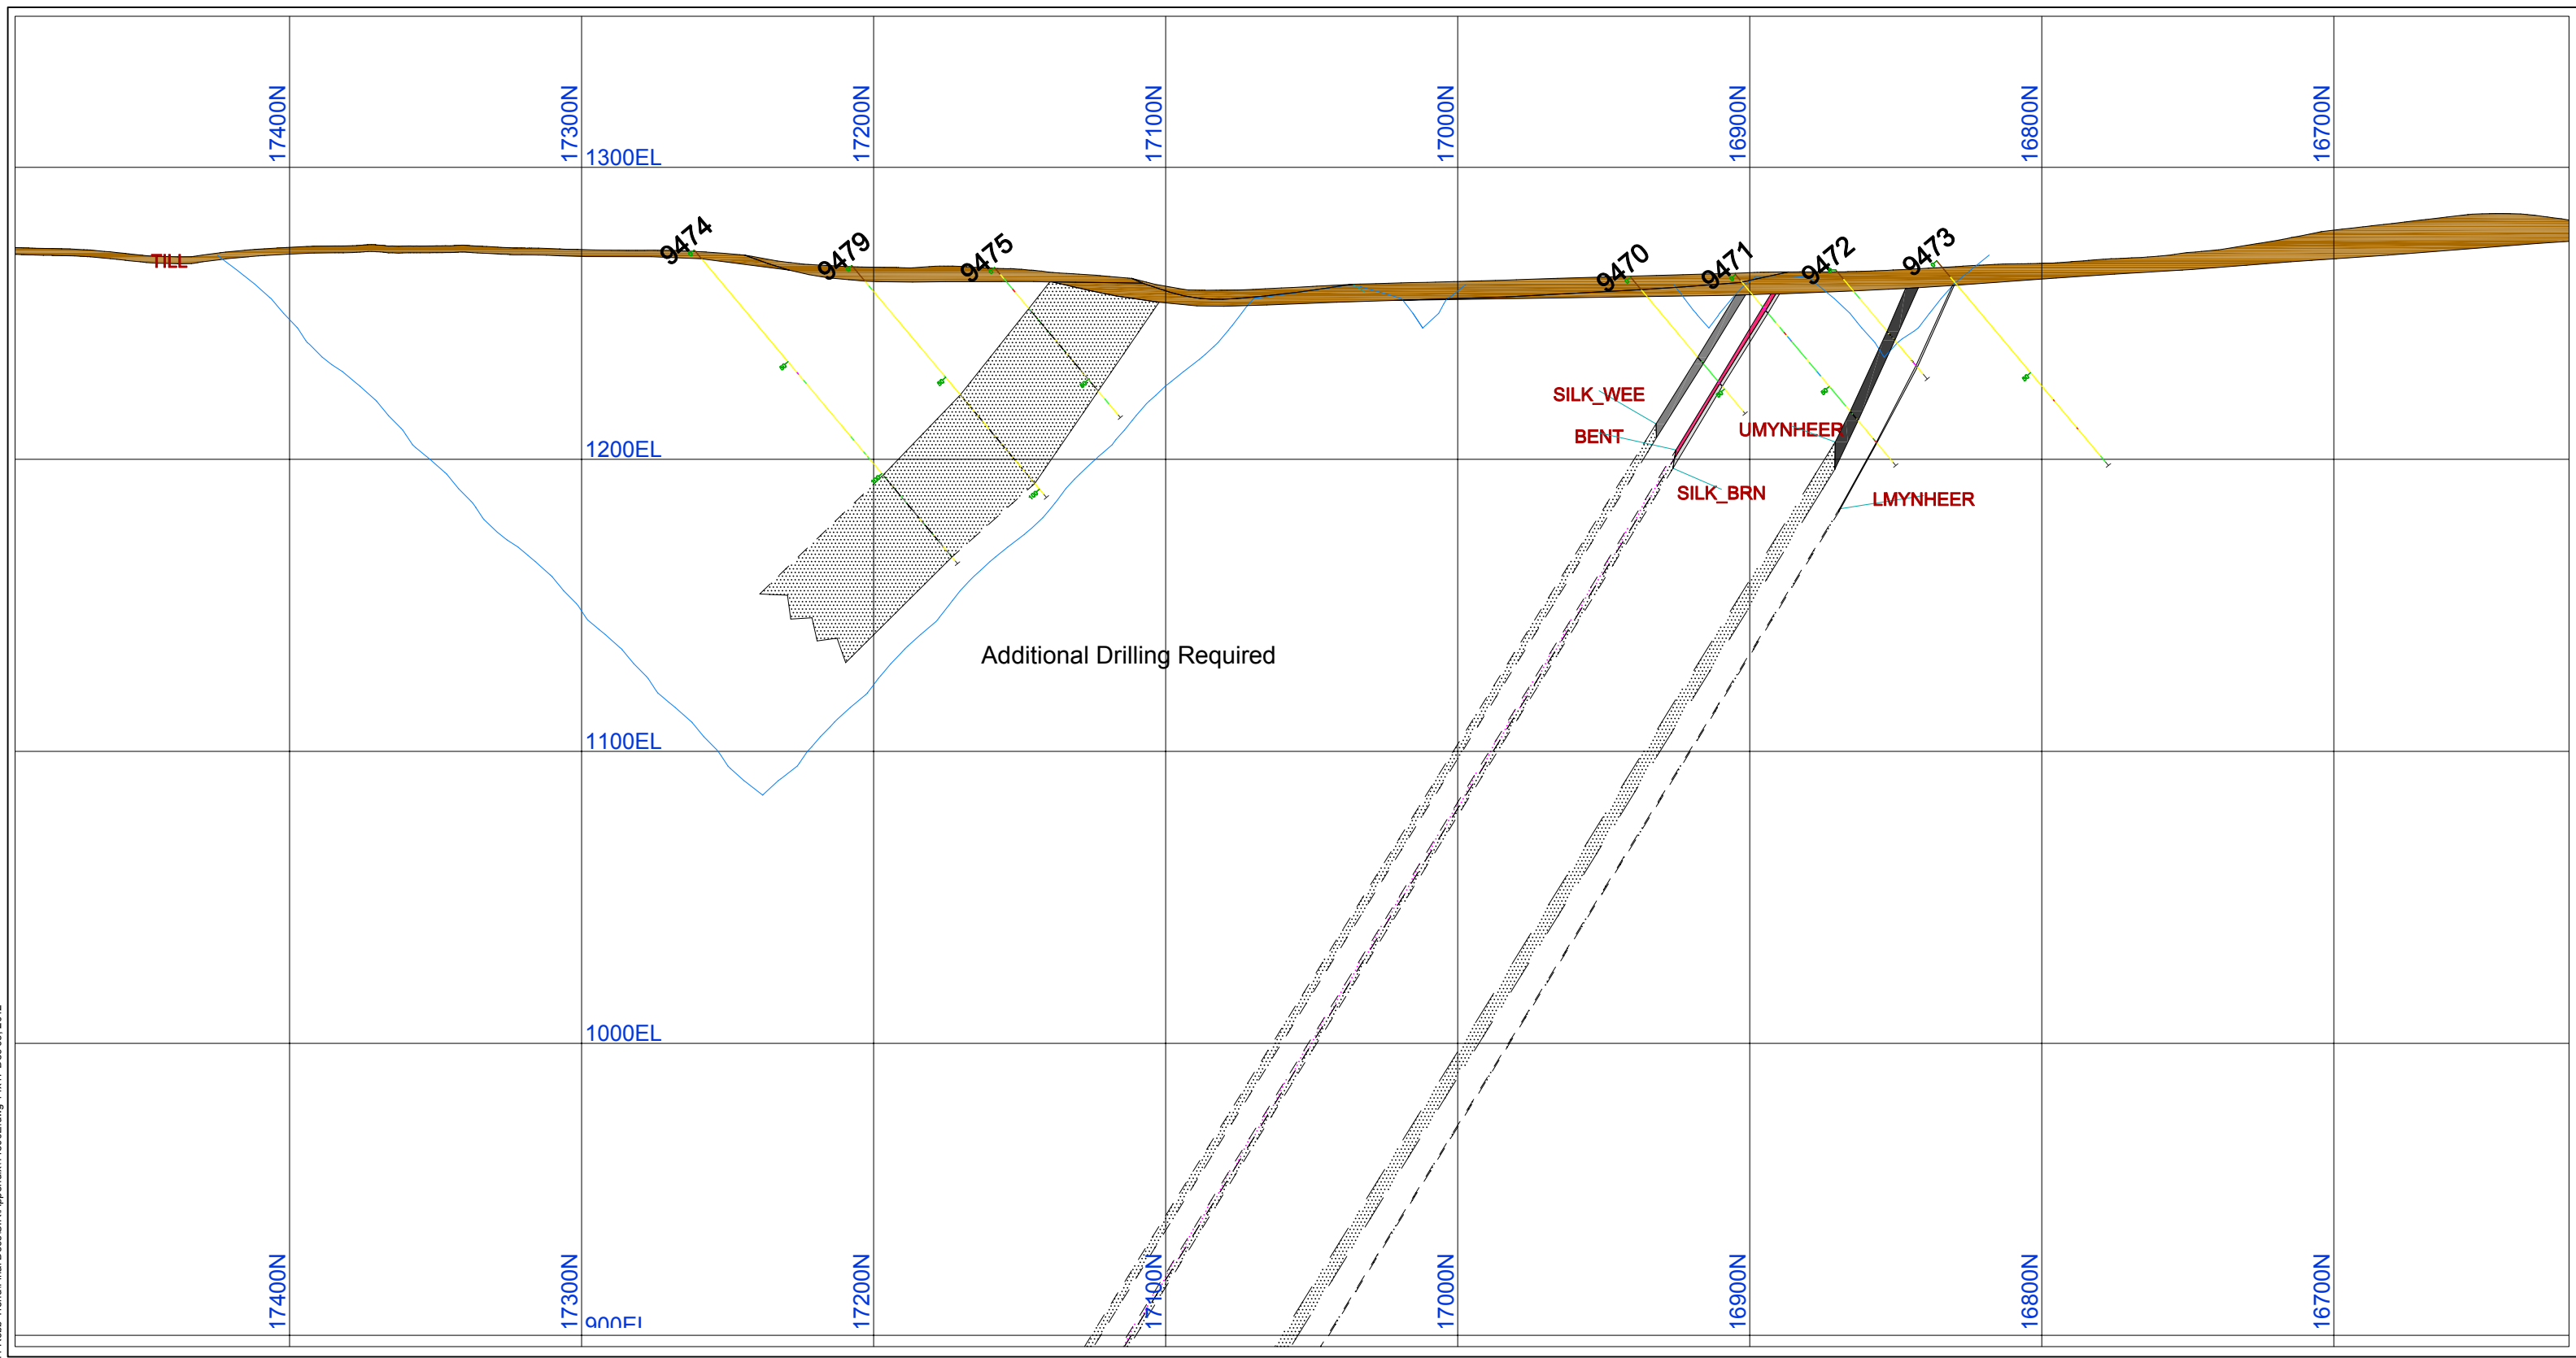 17400N
17300N
17200N
17100N
17000N
16900N
16800N
16700N
1300EL
9474
9479
9475
9470
9471
9472
9473
TILL
SILK_WEE
BENT
UMYNHEER
1200EL
SILK_BRN
LMYNHEER
Additional Drilling Required
1100EL
1000EL
17400N
17300N
17200N
17100N
17000N
16900N
16800N
16700N
900EL